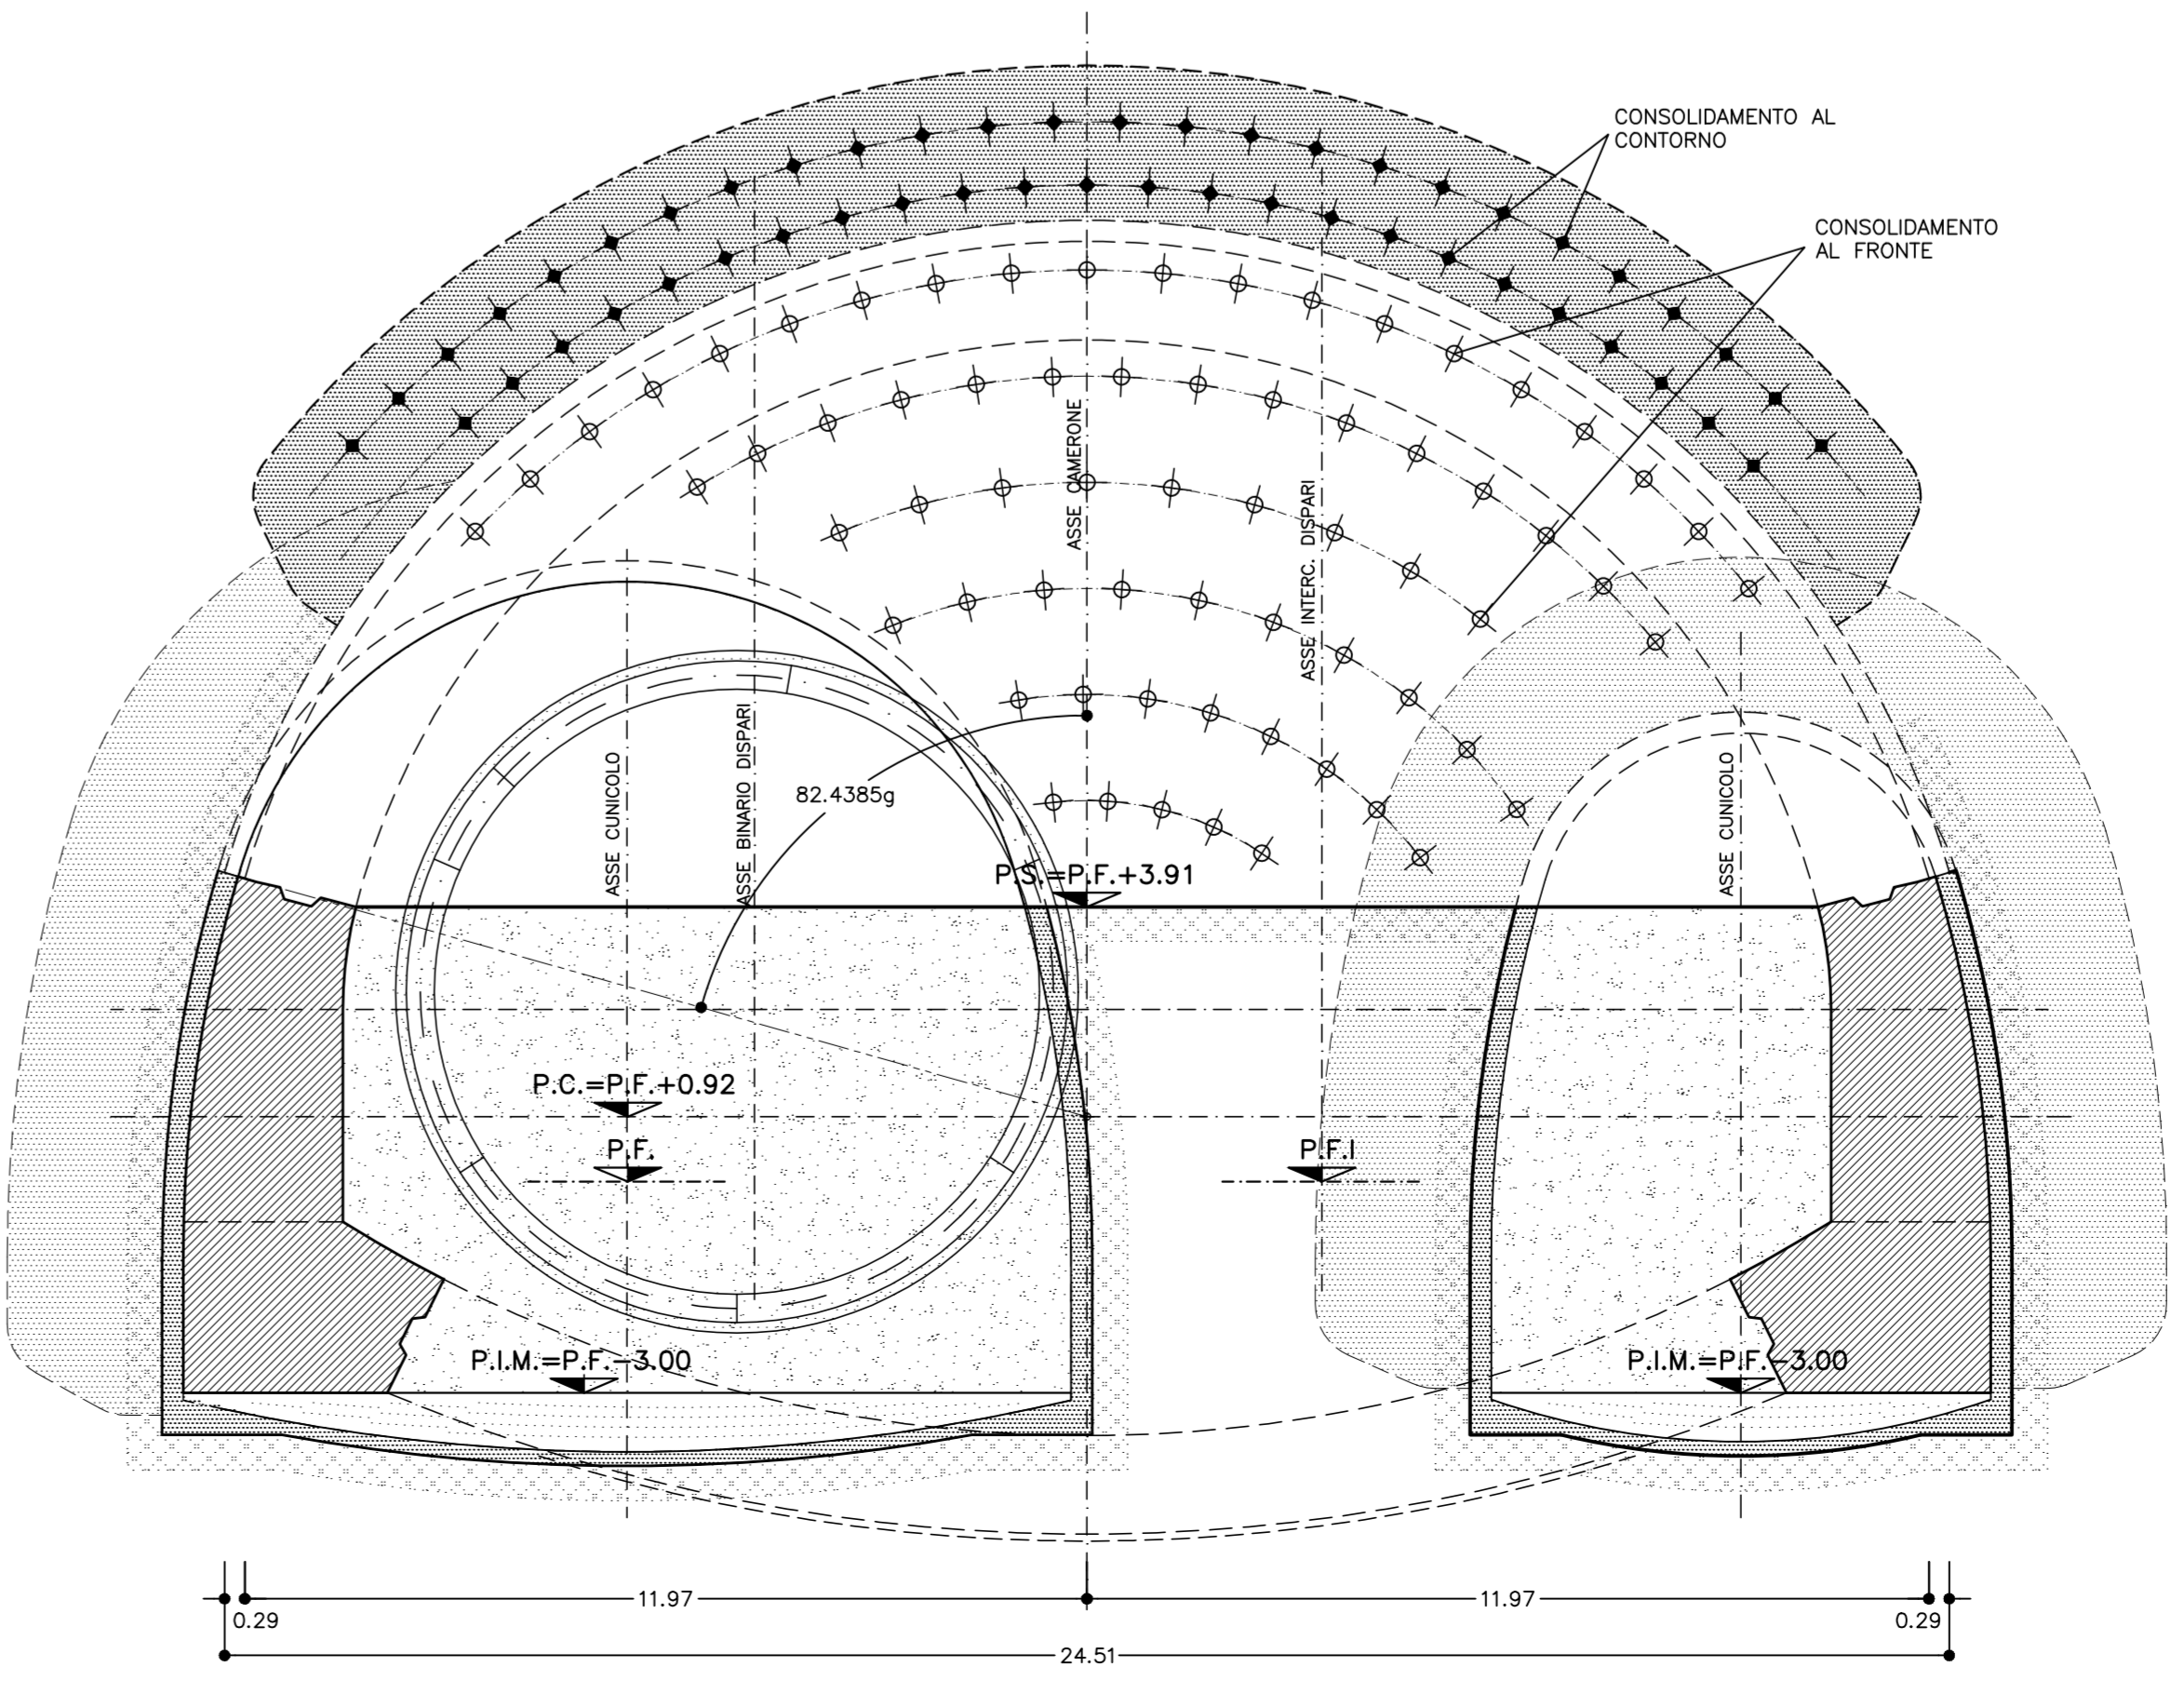 CONSOLIDAMENTO AL
CONTORNO
CONSOLIDAMENTO
AL FRONTE
ASSE CAMERONE
ASSE INTERC. DISPARI
ASSE CUNICOLO
ASSE BINARIO DISPARI
ASSE CUNICOLO
82.4385g
P.S.=P.F.+3.91
P.C.=P.F.+0.92
P.F.
P.F.I
P.I.M.=P.F.-3.00
P.I.M.=P.F.-3.00
11.97
11.97
0.29
0.29
24.51